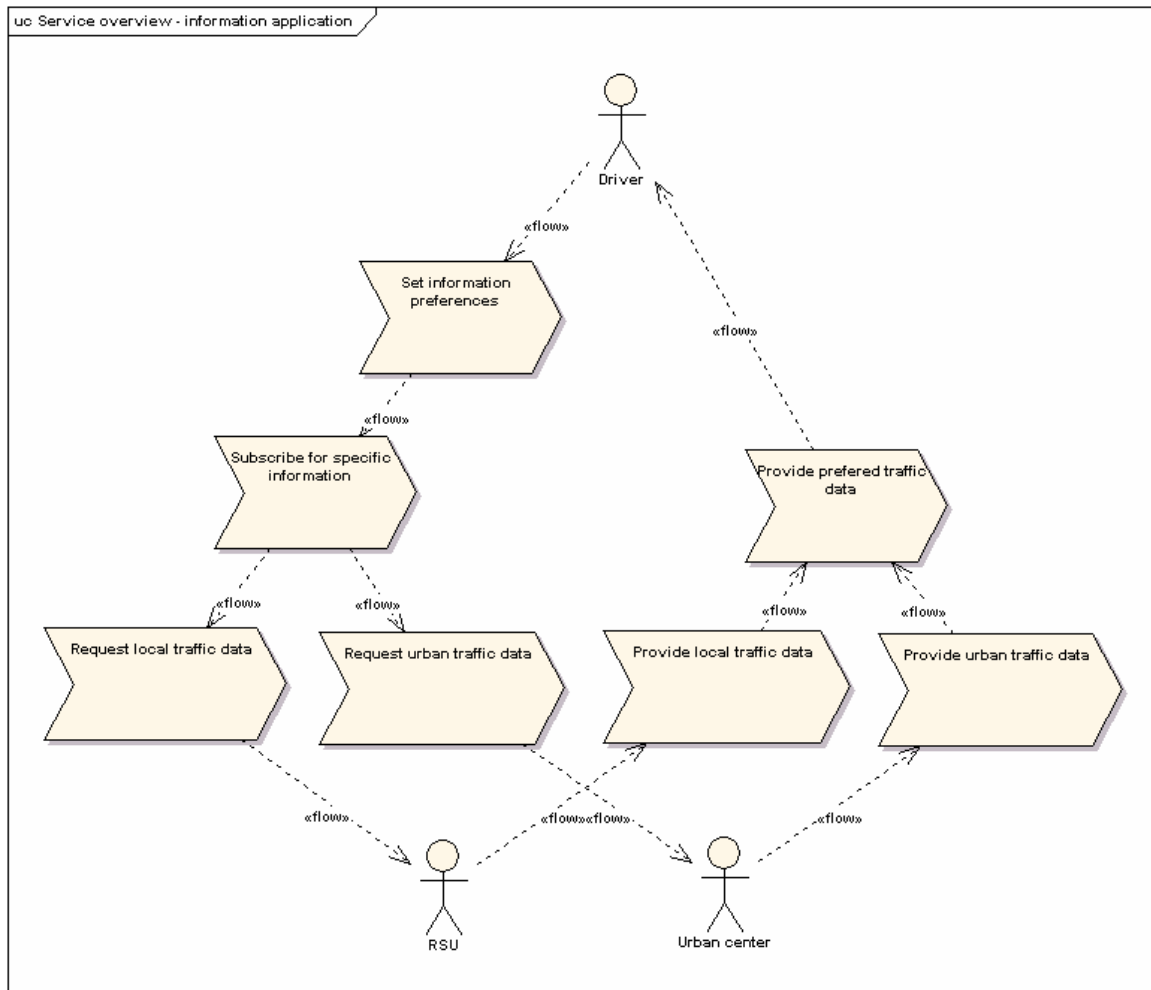 uc Service overview - information application
Driver
«flow»
Set information
preferences
«flow»
«flow»
Subscribe for specific
information
Provide prefered traffic
data
«flow»
«flow»
«flow»
«flow»
Request local traffic data
Request urban traffic data
Provide local traffic data
Provide urban traffic data
«flow»
«flow»«flow»
«flow»
RSU
Urban center